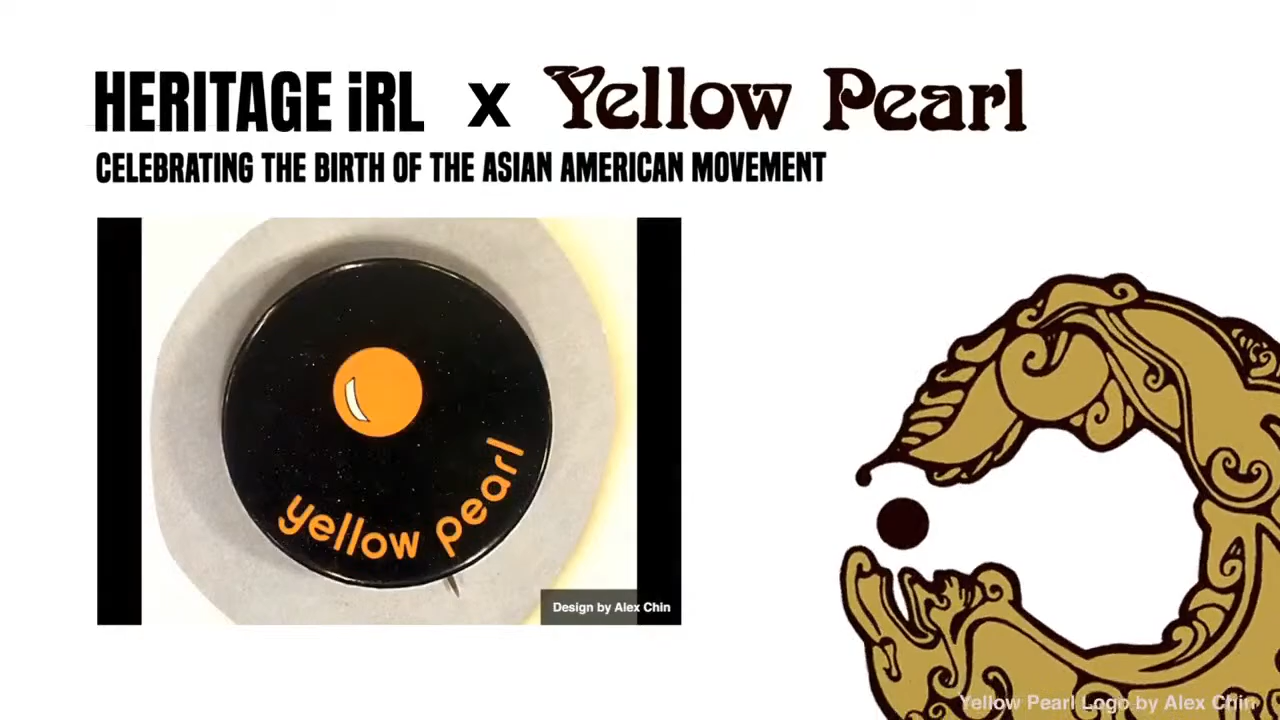 HERITAGE iRL x Yellow Pearl
CELEBRATING THE BIRTH OF THE ASIAN AMERICAN MOVEMENT
yellow pearl
Design by Alex Chin
Yellow Pearl Logo by Alex Chin